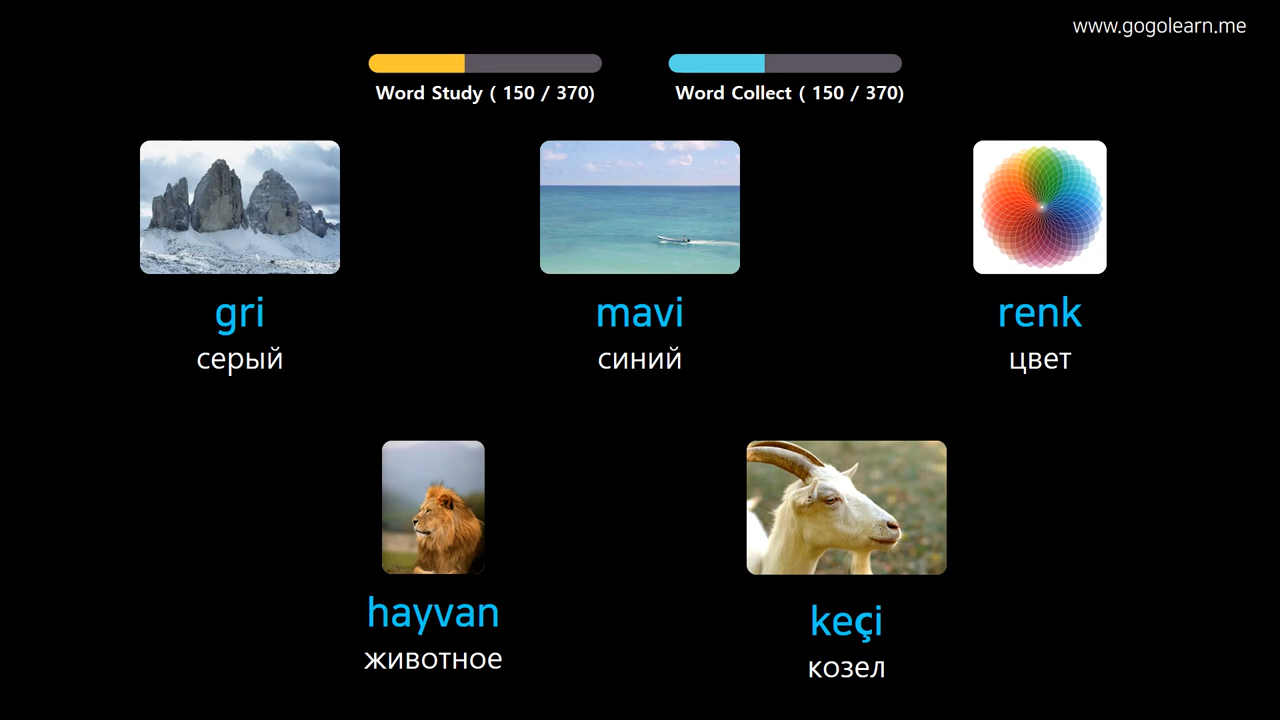 www.gogolearn.me
Word Study ( 150 / 370)
Word Collect ( 150 / 370)
gri
mavi
renk
серый
синий
цвет
hayvan
keçi
животное
козел